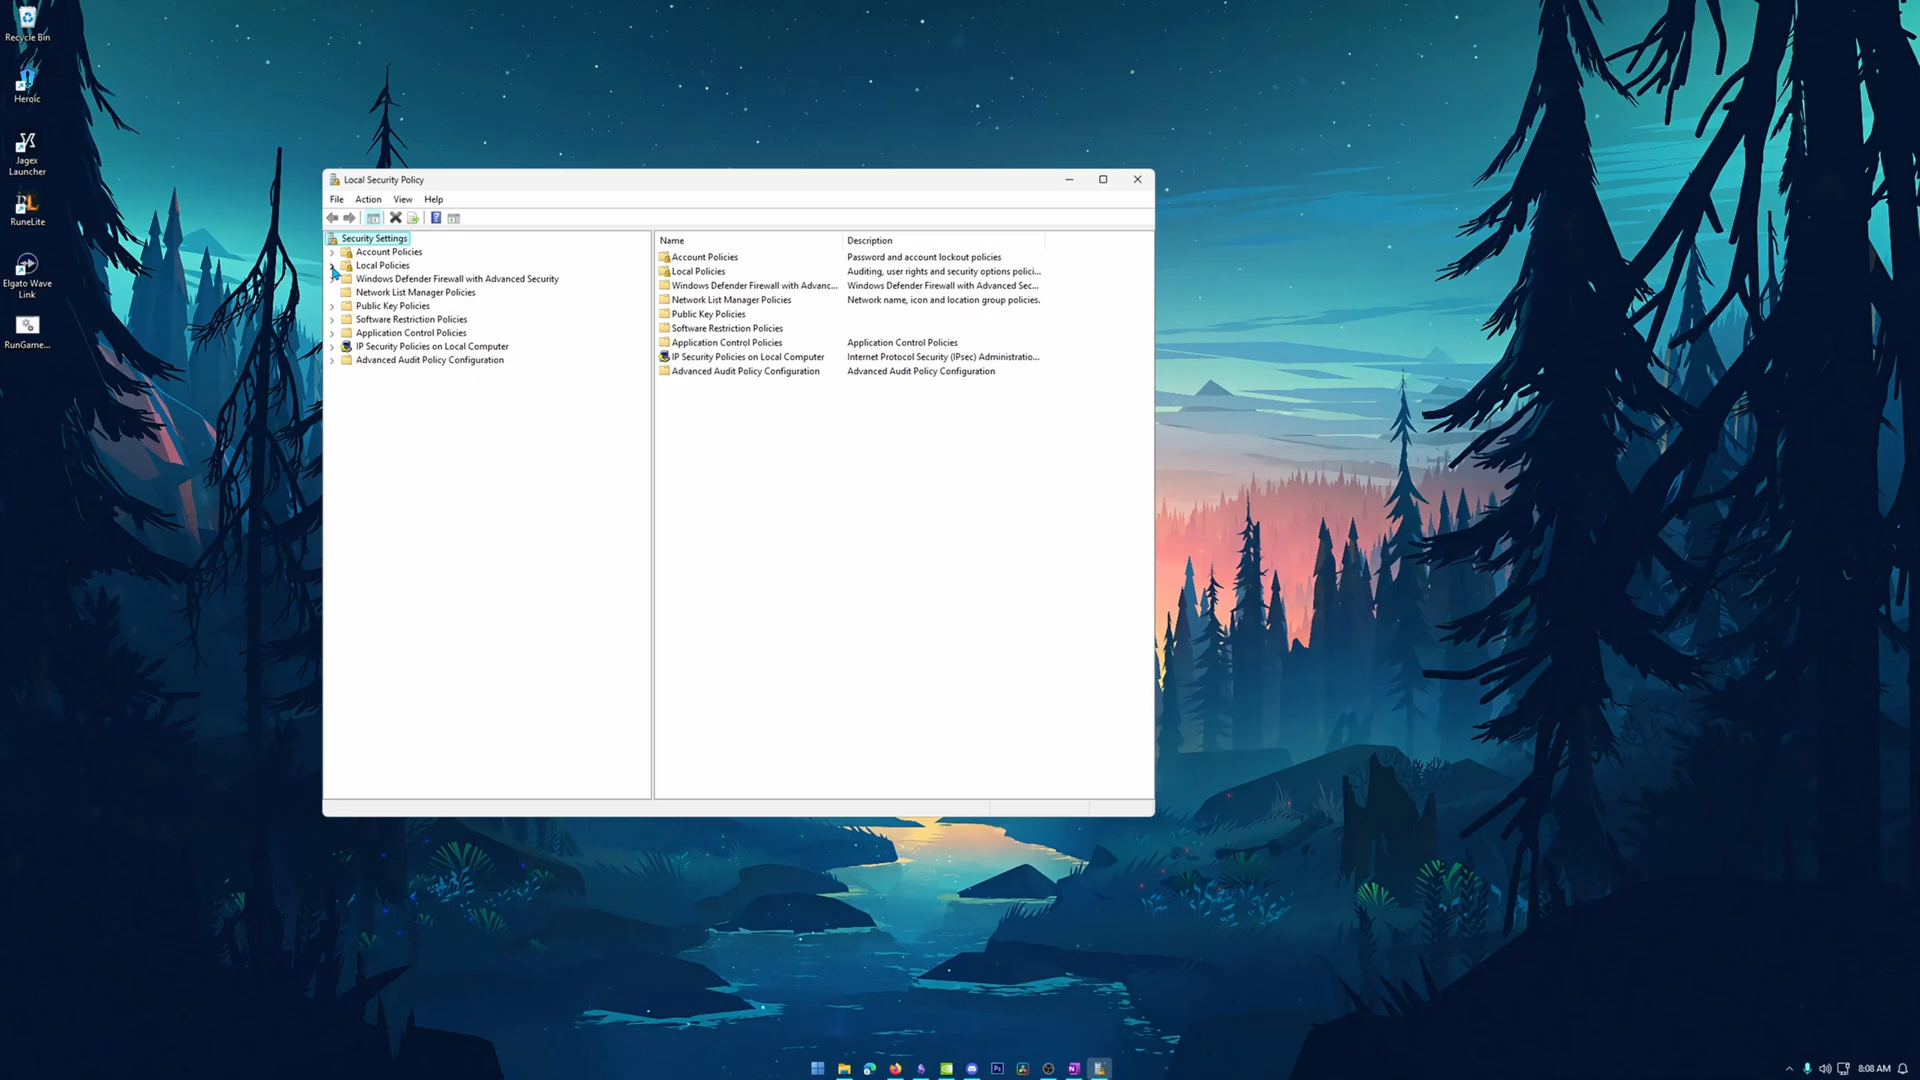 Recycle Bin
Heroic
Jagex
Launcher
RuneLite
Elgato Wave
Link
RunGame...
Local Security Policy
File Action View Help
Security Settings
Account Policies
Local Policies
Windows Defender Firewall with Advanced Security
Network List Manager Policies
Public Key Policies
Software Restriction Policies
Application Control Policies
IP Security Policies on Local Computer
Advanced Audit Policy Configuration
Name Description
Account Policies Password and account lockout policies
Local Policies Auditing, user rights and security options polici...
Windows Defender Firewall with Advanc... Windows Defender Firewall with Advanced Sec...
Network List Manager Policies Network name, icon and location group policies.
Public Key Policies
Software Restriction Policies
Application Control Policies Application Control Policies
IP Security Policies on Local Computer Internet Protocol Security (IPsec) Administratio...
Advanced Audit Policy Configuration Advanced Audit Policy Configuration
Ps
N
8:08 AM